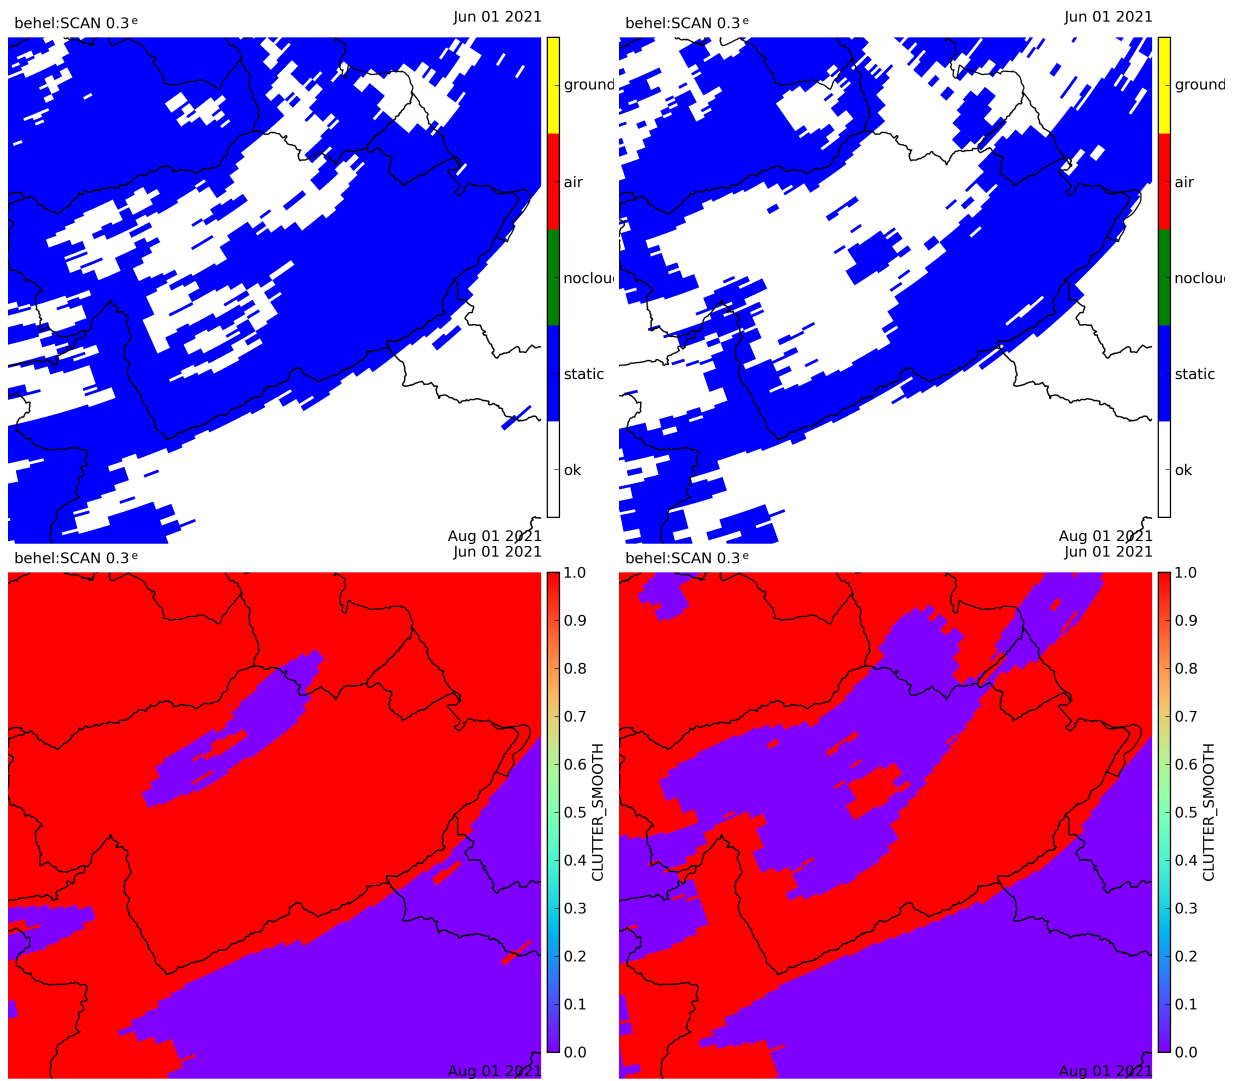 behel:SCAN 0.3 e
Jun 01 2021
ground
air
nocloud
static
ok
Aug 01 2021
behel:SCAN 0.3 e
Jun 01 2021
ground
air
nocloud
static
ok
Aug 01 2021
behel:SCAN 0.3 e
Jun 01 2021
1.0
0.9
0.8
0.7
0.6
0.5
0.4
0.3
0.2
0.1
0.0
CLUTTER_SMOOTH
Aug 01 2021
behel:SCAN 0.3 e
Jun 01 2021
1.0
0.9
0.8
0.7
0.6
0.5
0.4
0.3
0.2
0.1
0.0
CLUTTER_SMOOTH
Aug 01 2021